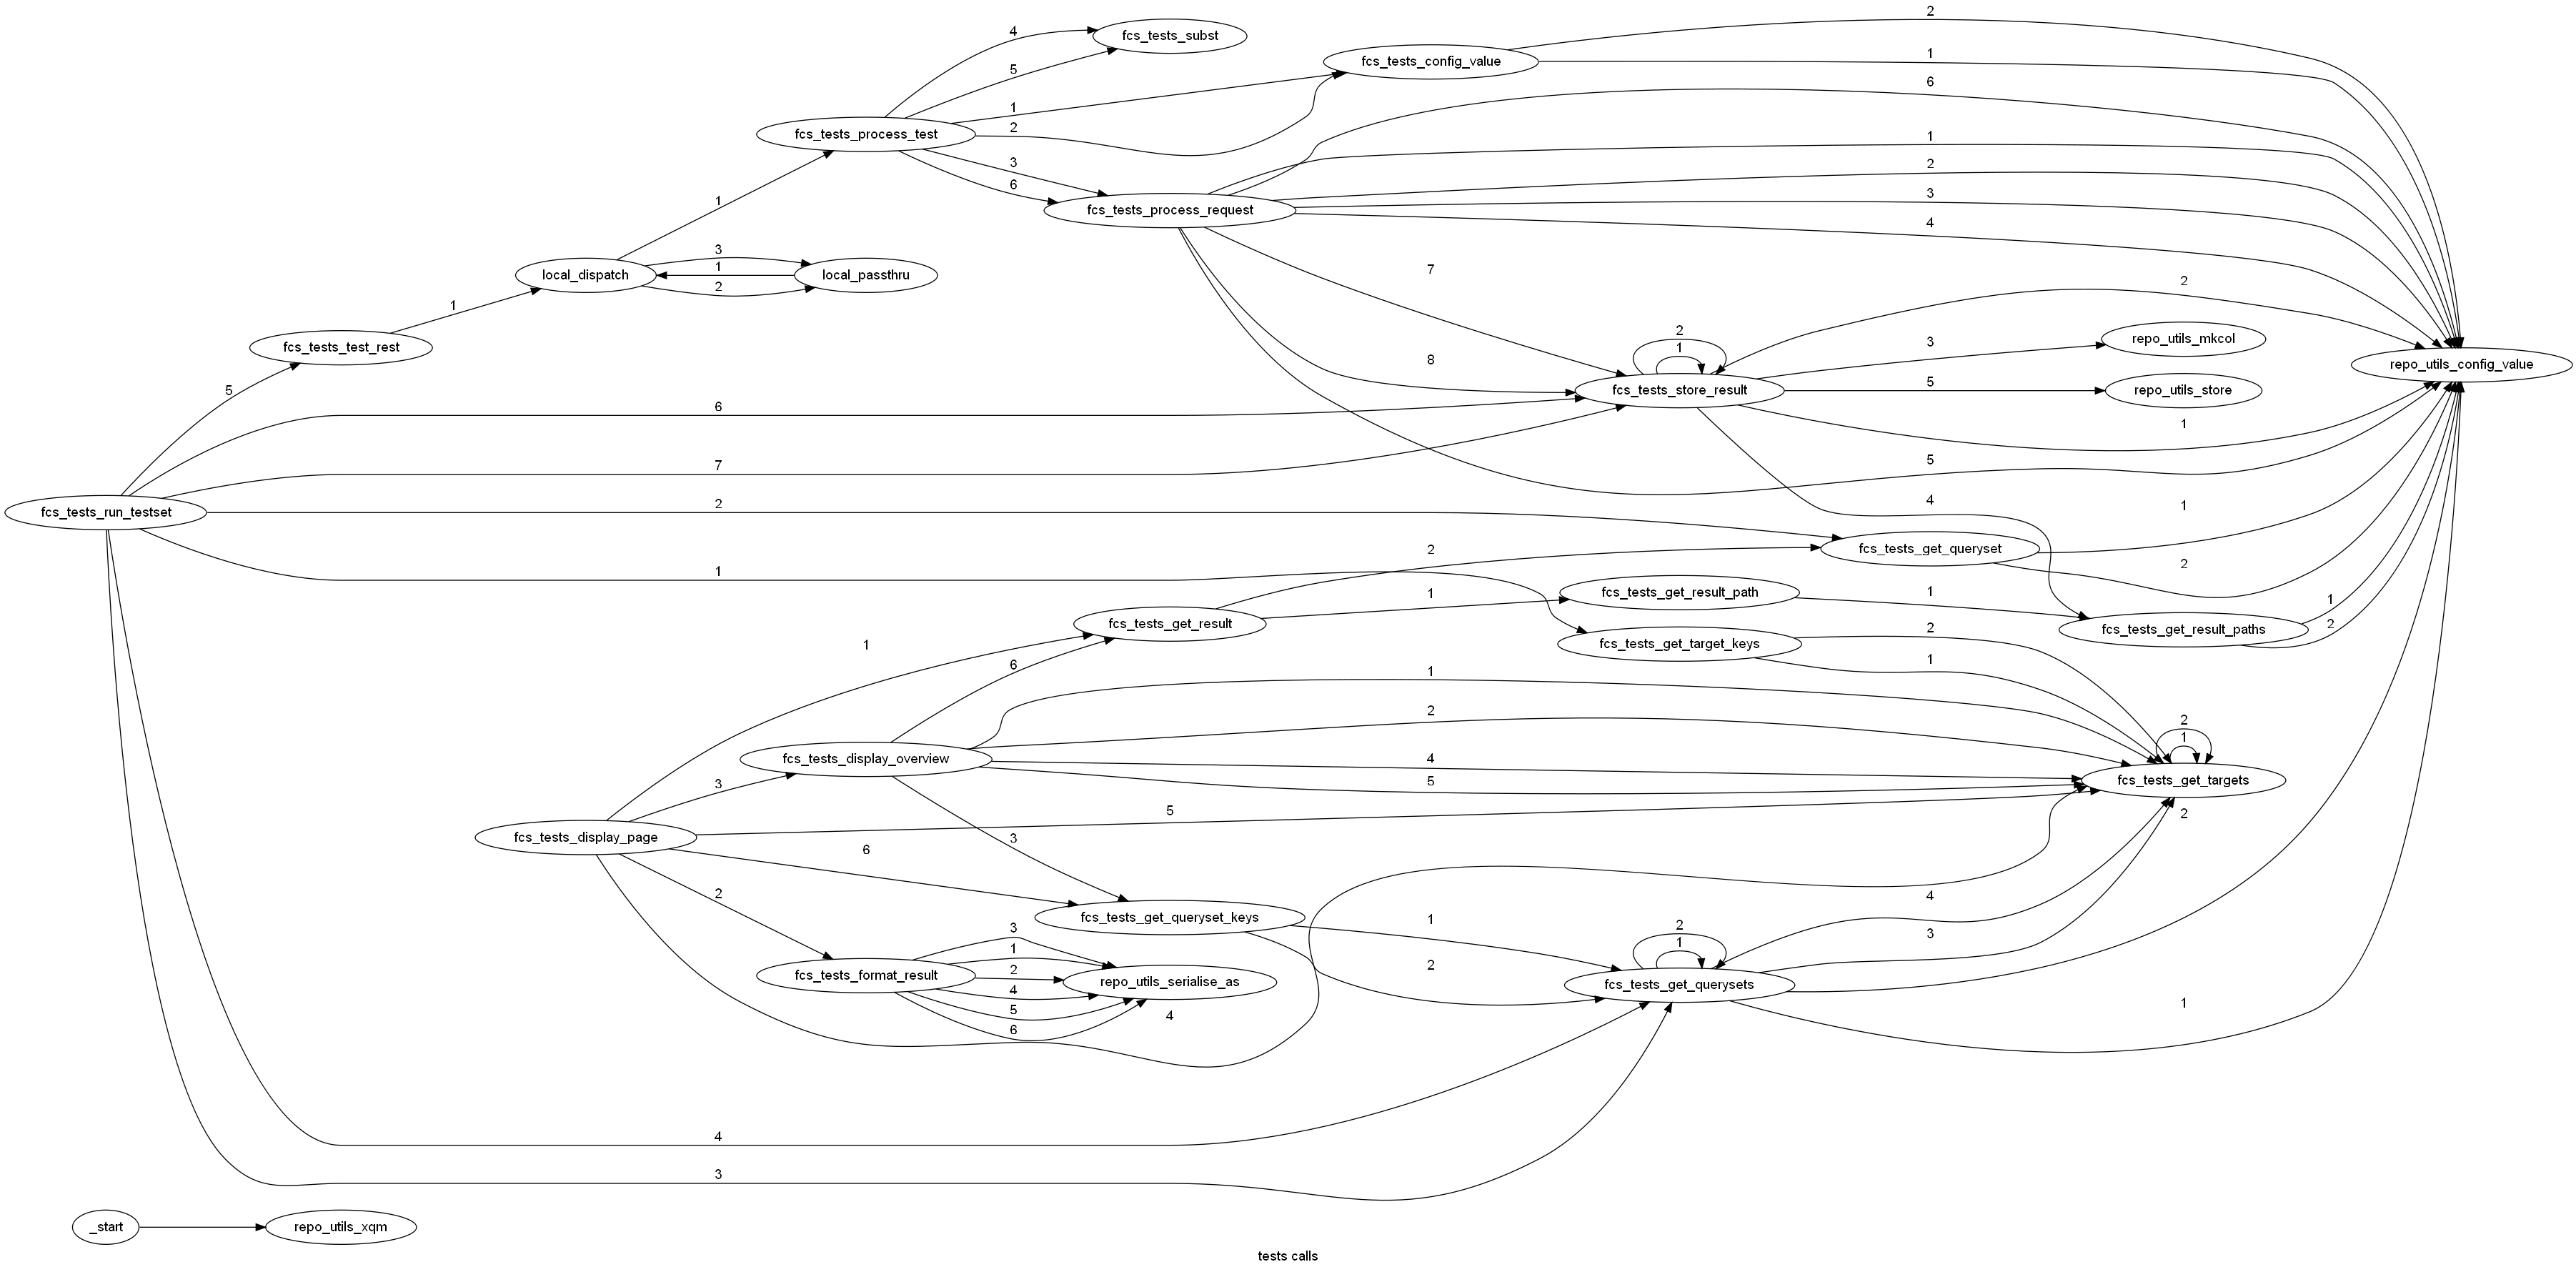 2
4
fcs_tests_subst
1
fcs_tests_config_value
5
6
1
fcs_tests_process_test
2
1
3
2
6
3
1
fcs_tests_process_request
4
3
7
2
local_dispatch
1
local_passthru
2
1
2
3
repo_utils_mkcol
fcs_tests_test_rest
1
8
repo_utils_config_value
5
fcs_tests_store_result
5
repo_utils_store
6
1
7
5
2
4
1
fcs_tests_run_testset
2
fcs_tests_get_queryset
2
1
1
fcs_tests_get_result_path
1
1
fcs_tests_get_result
2
fcs_tests_get_result_paths
2
1
fcs_tests_get_target_keys
6
1
1
2
2
1
fcs_tests_display_overview
4
fcs_tests_get_targets
3
5
5
2
fcs_tests_display_page
3
6
2
4
fcs_tests_get_queryset_keys
1
2
3
3
1
1
2
fcs_tests_format_result
2
repo_utils_serialise_as
fcs_tests_get_querysets
4
5
4
1
6
4
3
_start
repo_utils_xqm
tests calls